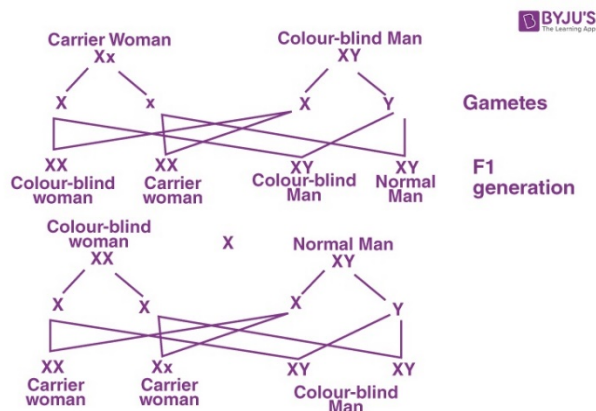 BYJU'S
The Learning App
Carrier Woman
Xx
Colour-blind Man
XY
X x X Y
Gametes
XX XX XY XY
Colour-blind woman
Carrier woman
Colour-blind Man
Normal Man
F1 generation
Colour-blind woman
XX
X
Normal Man
XY
X X X Y
XX Xx XY XY
Carrier woman
Carrier woman
Colour-blind Man